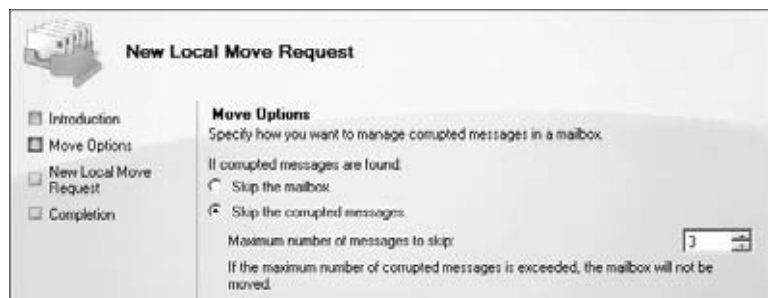 New Local Move Request
Introduction
Move Options
New Local Move
Request
Completion
Move Options
Specify how you want to manage corrupted messages in a mailbox.
If corrupted messages are found:
Skip the mailbox.
Skip the corrupted messages.
Maximum number of messages to skip:
3
If the maximum number of corrupted messages is exceeded, the mailbox will not be
moved.